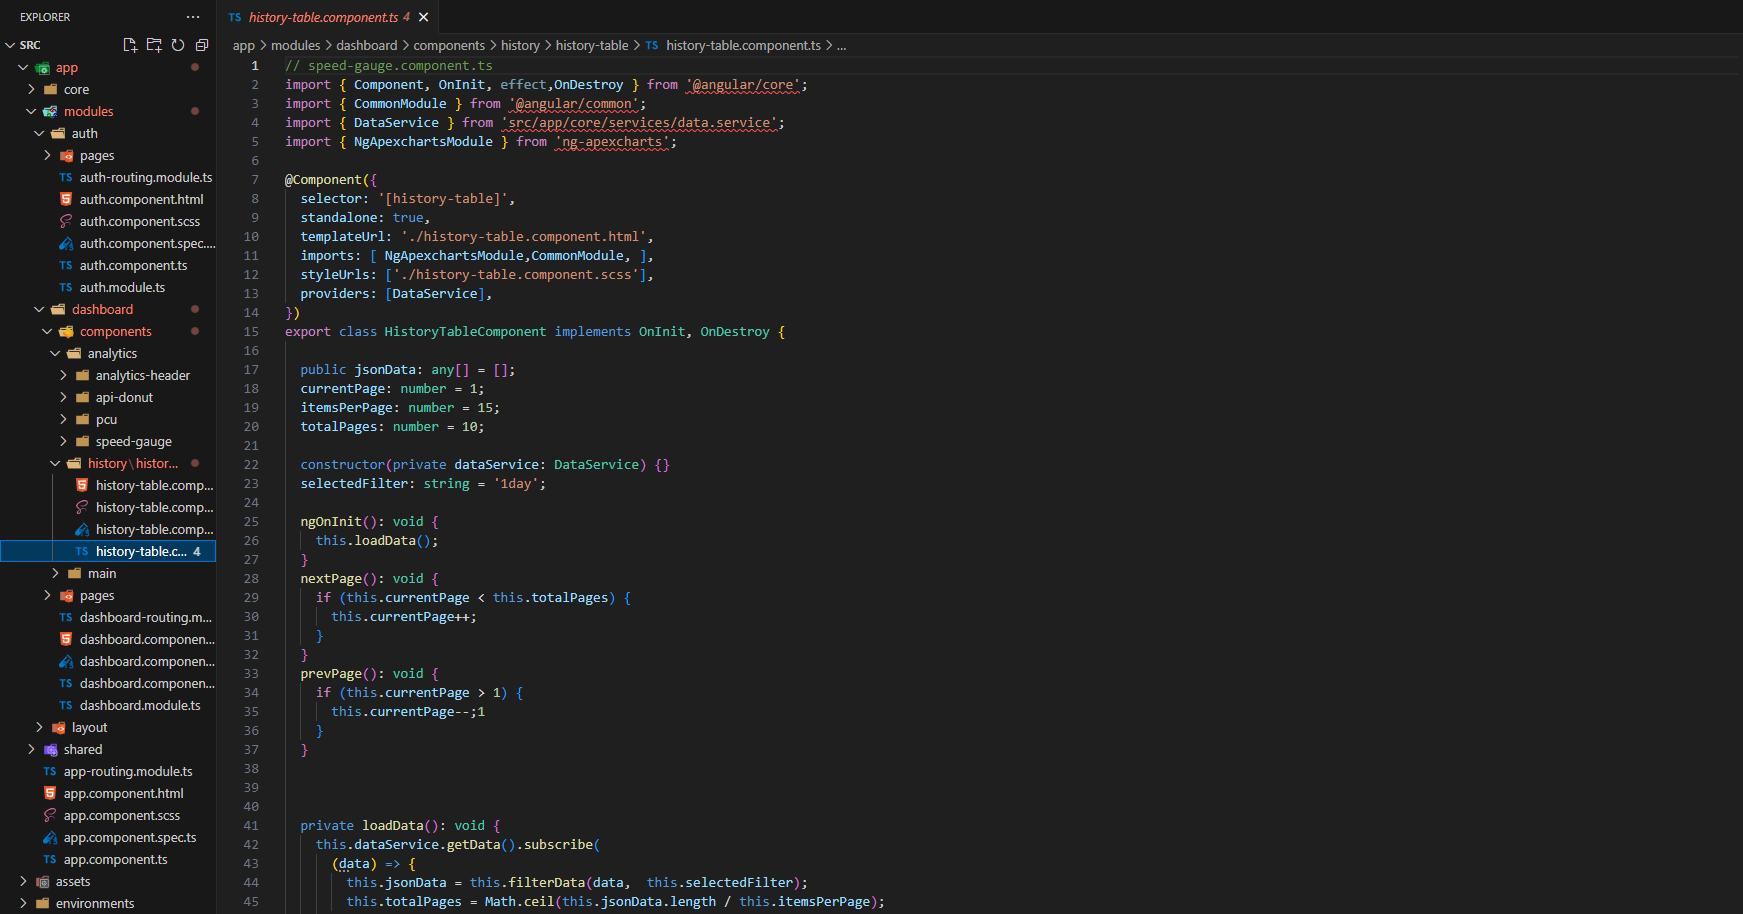 EXPLORER
SRC
app
core
modules
auth
pages
auth-routing.module.ts
auth.component.html
auth.component.scss
auth.component.spec....
auth.component.ts
auth.module.ts
dashboard
components
analytics
analytics-header
api-donut
pcu
speed-gauge
history\histor...
history-table.comp...
history-table.comp...
history-table.comp...
TS history-table.c... 4
main
pages
dashboard-routing.m...
dashboard.componen...
dashboard.componen...
dashboard.componen...
dashboard.module.ts
layout
shared
app-routing.module.ts
app.component.html
app.component.scss
app.component.spec.ts
app.component.ts
assets
environments
TS history-table.component.ts 4
app > modules > dashboard > components > history > history-table > TS history-table.component.ts > ...
1 // speed-gauge.component.ts
2 import { Component, OnInit, effect,OnDestroy } from '@angular/core';
3 import { CommonModule } from '@angular/common';
4 import { DataService } from 'src/app/core/services/data.service';
5 import { NgApexchartsModule } from 'ng-apexcharts';
6
7 @Component({
8 selector: '[history-table]',
9 standalone: true,
10 templateUrl: './history-table.component.html',
11 imports: [ NgApexchartsModule,CommonModule, ],
12 styleUrls: ['./history-table.component.scss'],
13 providers: [DataService],
14 })
15 export class HistoryTableComponent implements OnInit, OnDestroy {
16
17 public jsonData: any[] = [];
18 currentPage: number = 1;
19 itemsPerPage: number = 15;
20 totalPages: number = 10;
21
22 constructor(private dataService: DataService) {}
23 selectedFilter: string = '1day';
24
25 ngOnInit(): void {
26 this.loadData();
27 }
28 nextPage(): void {
29 if (this.currentPage < this.totalPages) {
30 this.currentPage++;
31 }
32 }
33 prevPage(): void {
34 if (this.currentPage > 1) {
35 this.currentPage--;1
36 }
37 }
38
39
40
41 private loadData(): void {
42 this.dataService.getData().subscribe(
43 (data) => {
44 this.jsonData = this.filterData(data,  this.selectedFilter);
45 this.totalPages = Math.ceil(this.jsonData.length / this.itemsPerPage);